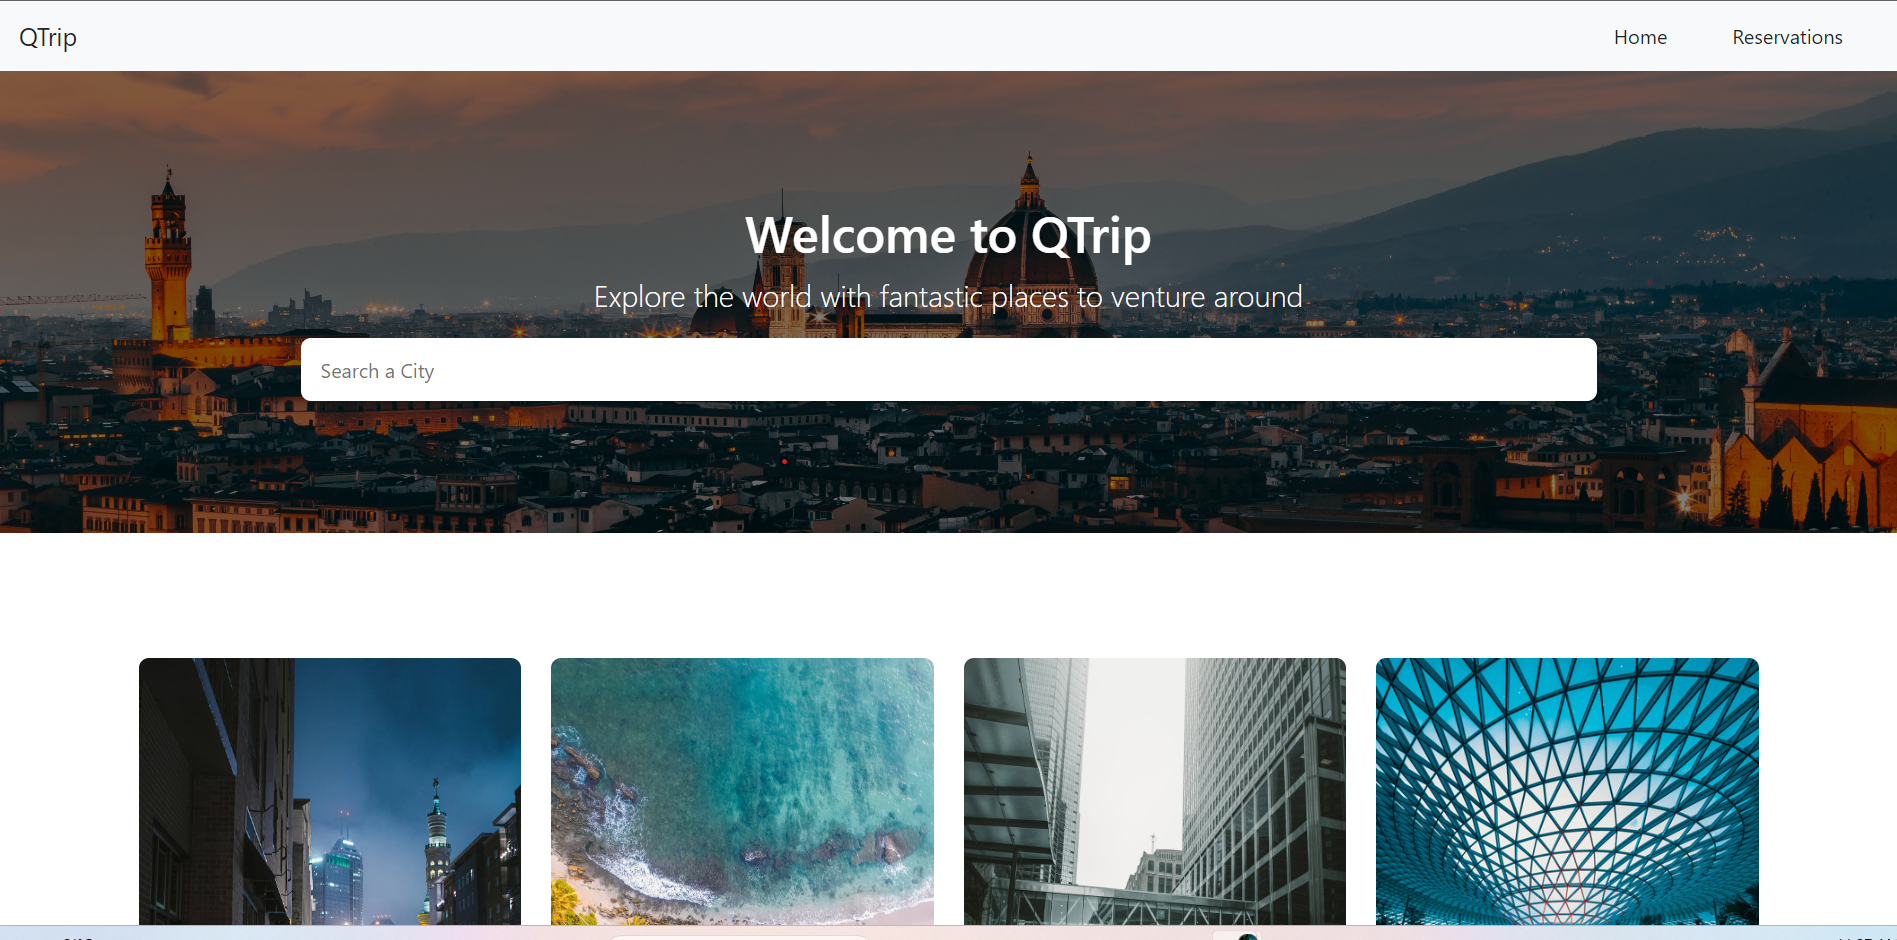 QTrip
Home
Reservations
Welcome to QTrip
Explore the world with fantastic places to venture around
Search a City